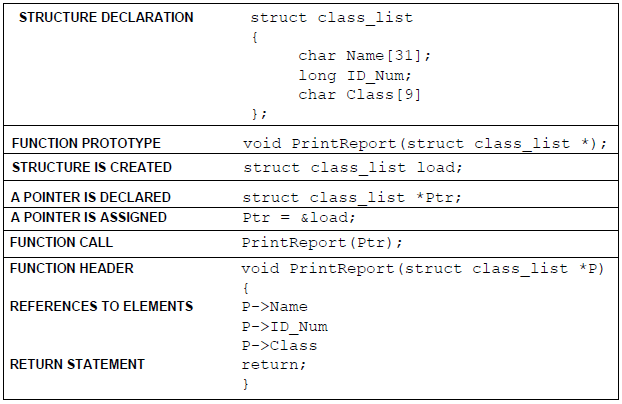 STRUCTURE DECLARATION struct class_list
{
char Name[31];
long ID_Num;
char Class[9]
};
FUNCTION PROTOTYPE void PrintReport(struct class_list *);
STRUCTURE IS CREATED struct class_list load;
A POINTER IS DECLARED struct class_list *Ptr;
A POINTER IS ASSIGNED Ptr = &load;
FUNCTION CALL PrintReport(Ptr);
FUNCTION HEADER void PrintReport(struct class_list *P)
{
REFERENCES TO ELEMENTS P->Name
P->ID_Num
P->Class
RETURN STATEMENT return;
}